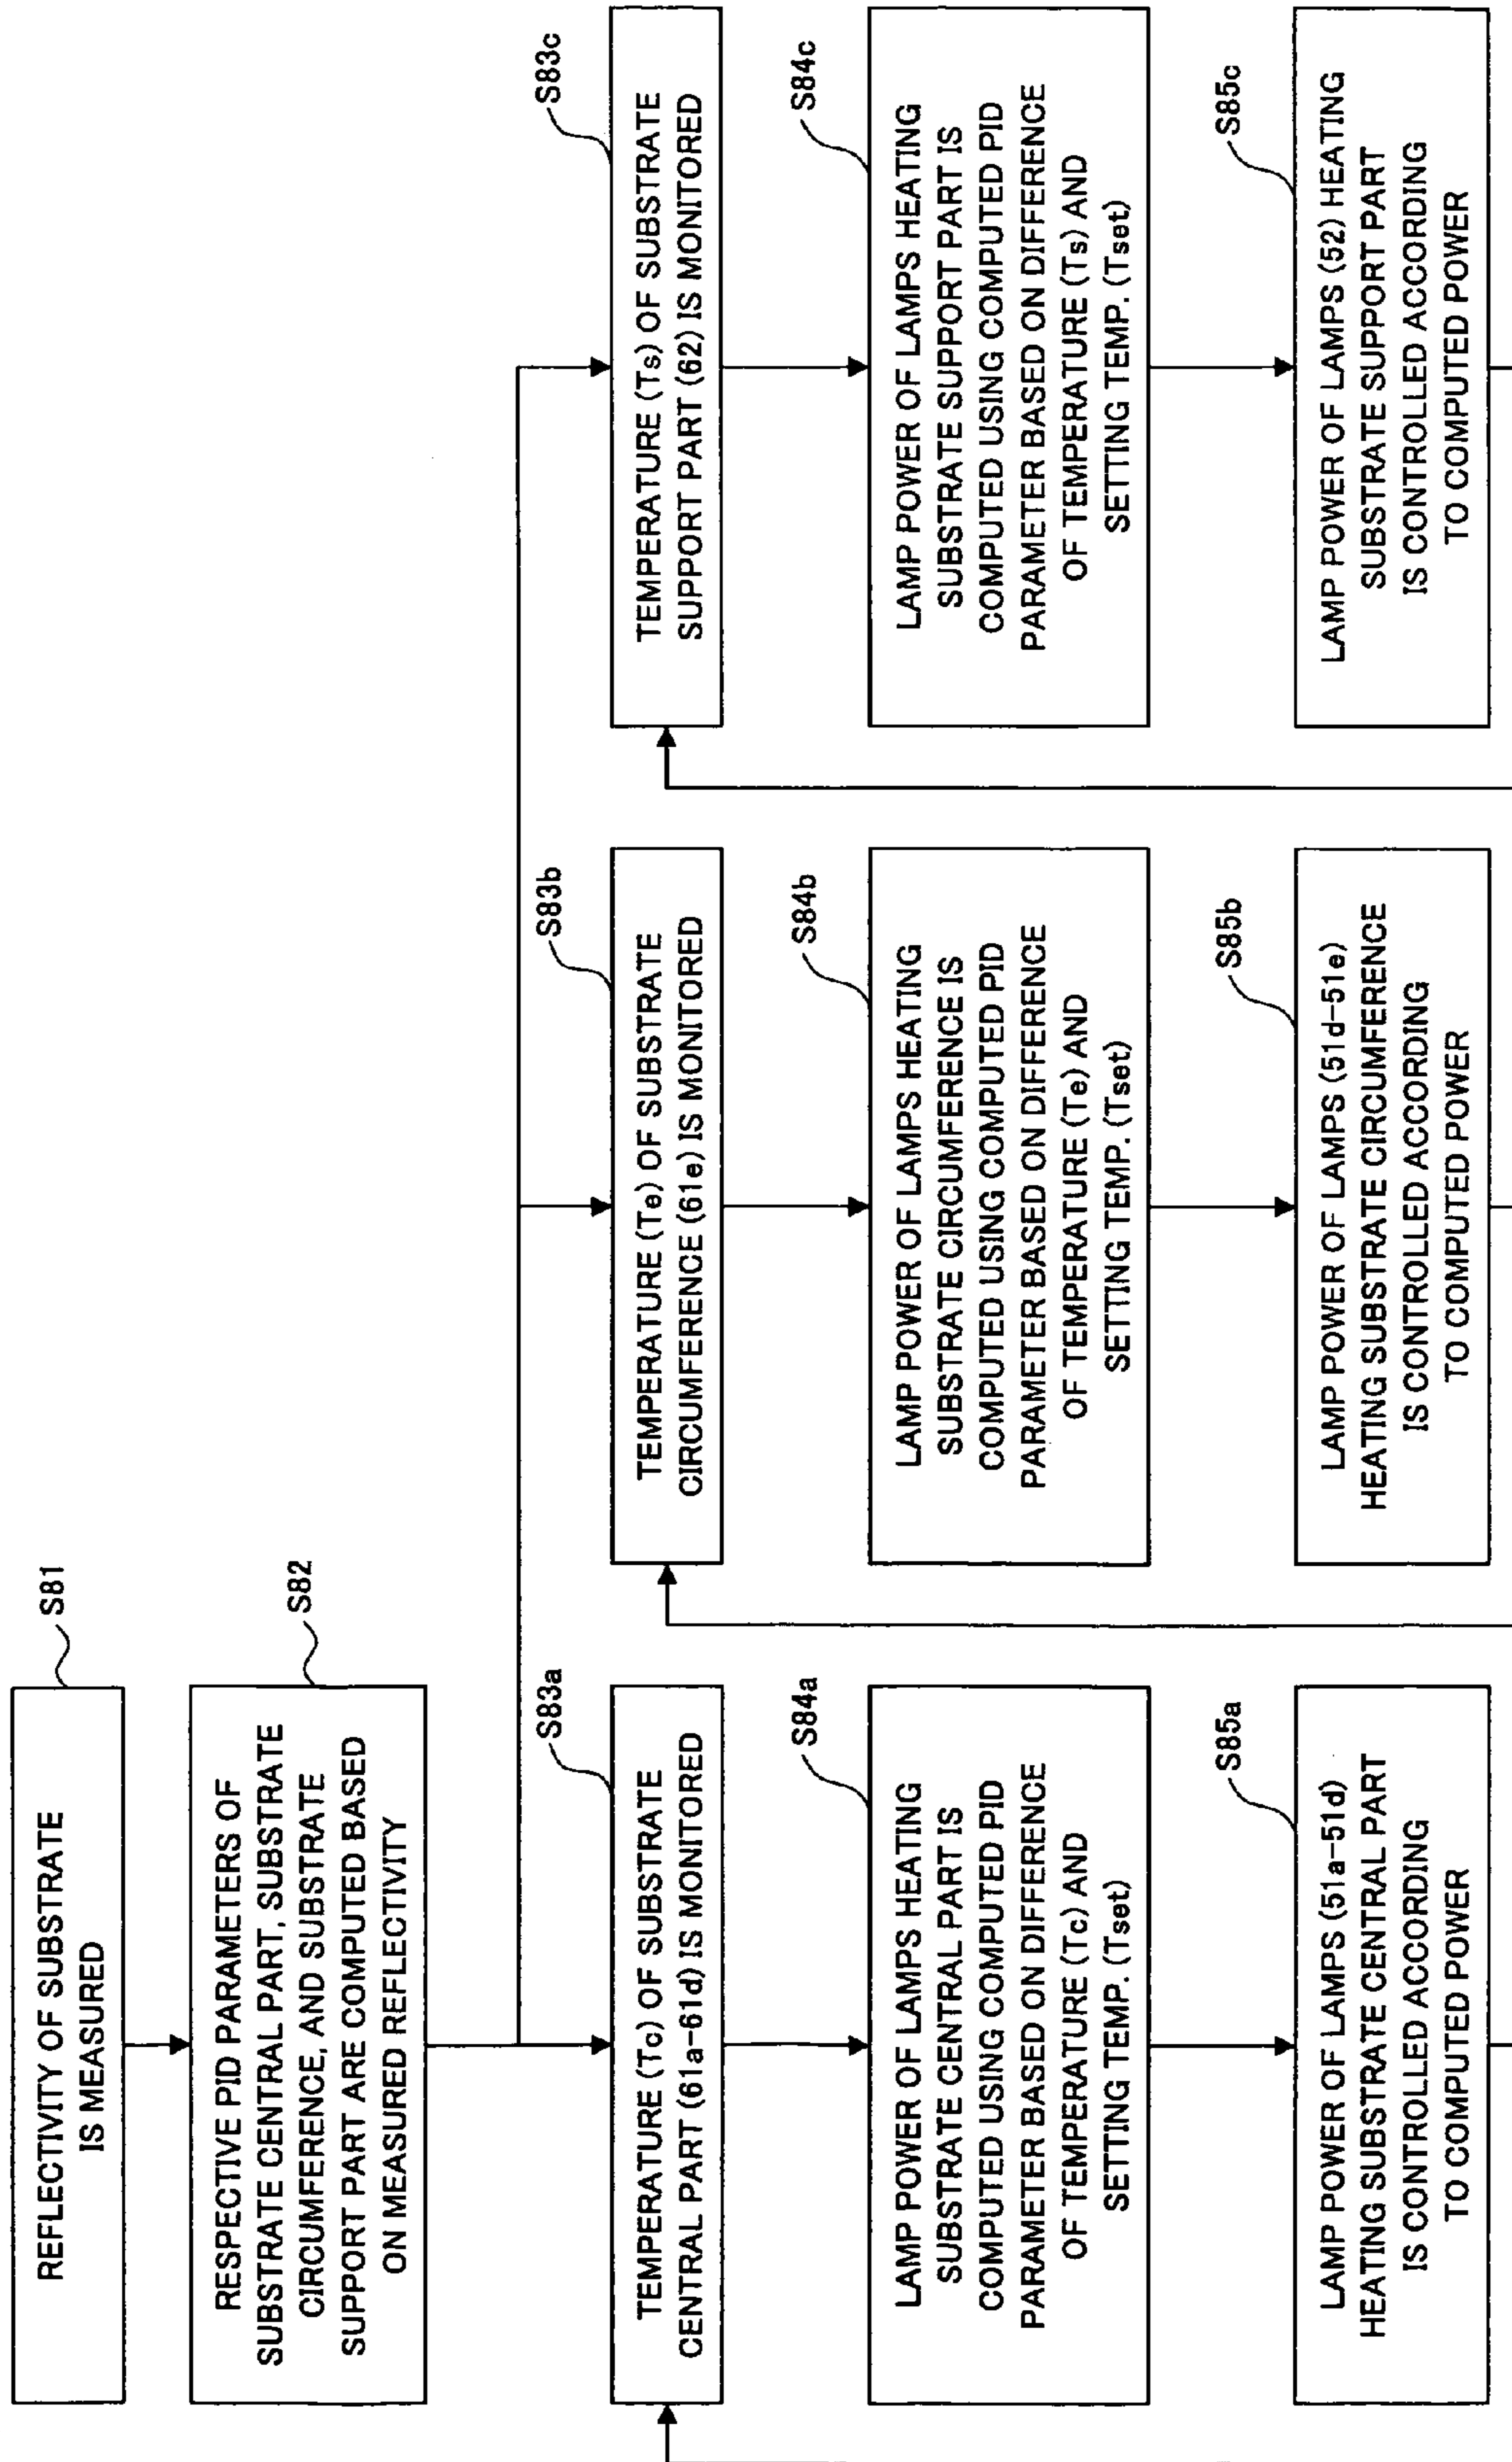 S81
REFLECTIVITY OF SUBSTRATE
IS MEASURED
S82
RESPECTIVE PID PARAMETERS OF
SUBSTRATE CENTRAL PART, SUBSTRATE
CIRCUMFERENCE, AND SUBSTRATE
SUPPORT PART ARE COMPUTED BASED
ON MEASURED REFLECTIVITY
S83a
TEMPERATURE (Tc) OF SUBSTRATE
CENTRAL PART (61a-61d) IS MONITORED
S84a
LAMP POWER OF LAMPS HEATING
SUBSTRATE CENTRAL PART IS
COMPUTED USING COMPUTED PID
PARAMETER BASED ON DIFFERENCE
OF TEMPERATURE (Tc) AND
SETTING TEMP. (Tset)
S85a
LAMP POWER OF LAMPS (51a-51d)
HEATING SUBSTRATE CENTRAL PART
IS CONTROLLED ACCORDING
TO COMPUTED POWER
S83b
TEMPERATURE (Te) OF SUBSTRATE
CIRCUMFERENCE (61e) IS MONITORED
S84b
LAMP POWER OF LAMPS HEATING
SUBSTRATE CIRCUMFERENCE IS
COMPUTED USING COMPUTED PID
PARAMETER BASED ON DIFFERENCE
OF TEMPERATURE (Te) AND
SETTING TEMP. (Tset)
S85b
LAMP POWER OF LAMPS (51d-51e)
HEATING SUBSTRATE CIRCUMFERENCE
IS CONTROLLED ACCORDING
TO COMPUTED POWER
S83c
TEMPERATURE (Ts) OF SUBSTRATE
SUPPORT PART (62) IS MONITORED
S84c
LAMP POWER OF LAMPS HEATING
SUBSTRATE SUPPORT PART IS
COMPUTED USING COMPUTED PID
PARAMETER BASED ON DIFFERENCE
OF TEMPERATURE (Ts) AND
SETTING TEMP. (Tset)
S85c
LAMP POWER OF LAMPS (52) HEATING
SUBSTRATE SUPPORT PART
IS CONTROLLED ACCORDING
TO COMPUTED POWER